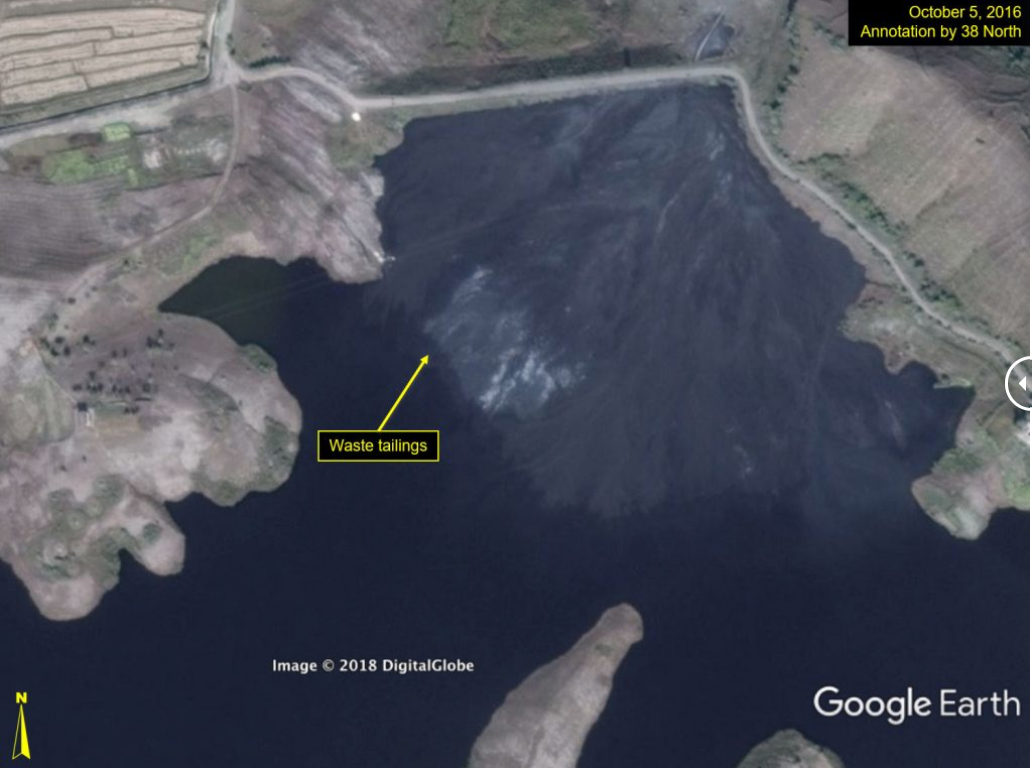 October 5, 2016
Annotation by 38 North
Waste tailings
Image © 2018 DigitalGlobe
Google Earth
N